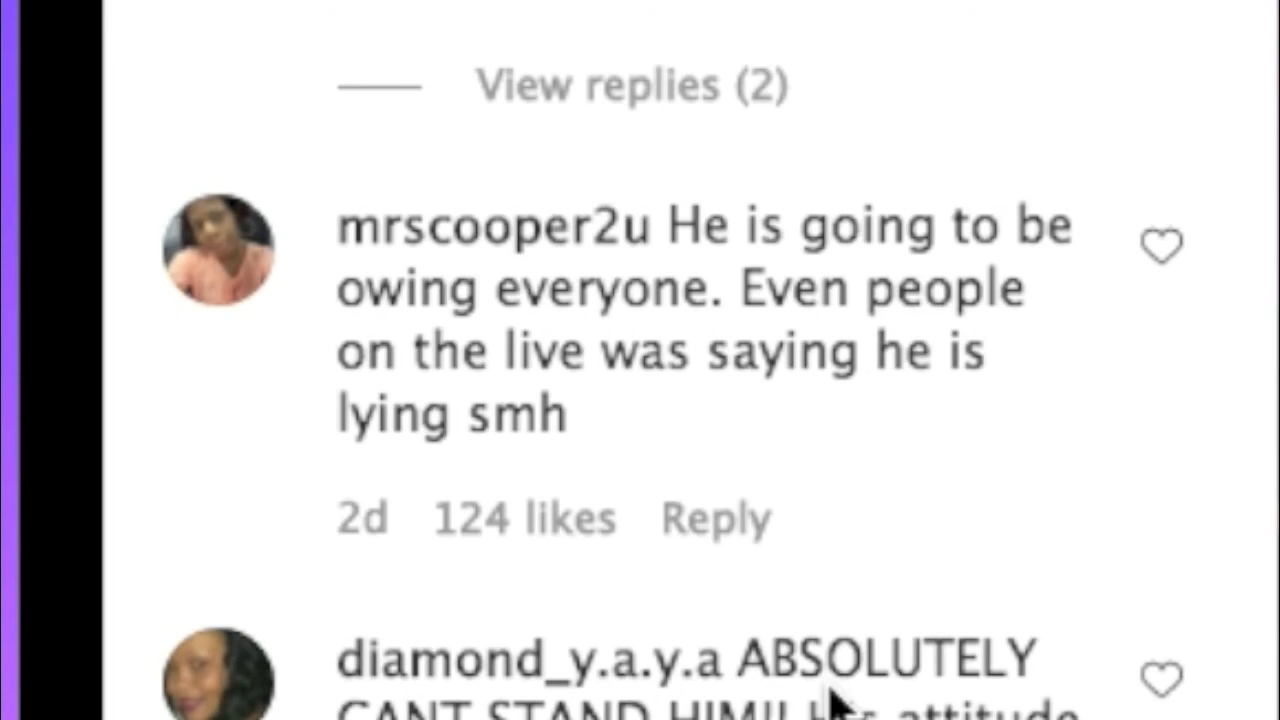 View replies (2)
mrscooper2u He is going to be
owing everyone. Even people
on the live was saying he is
lying smh
2d 124 likes Reply
diamond_y.a.y.a ABSOLUTELY
CANT STAND HIM!! attitude